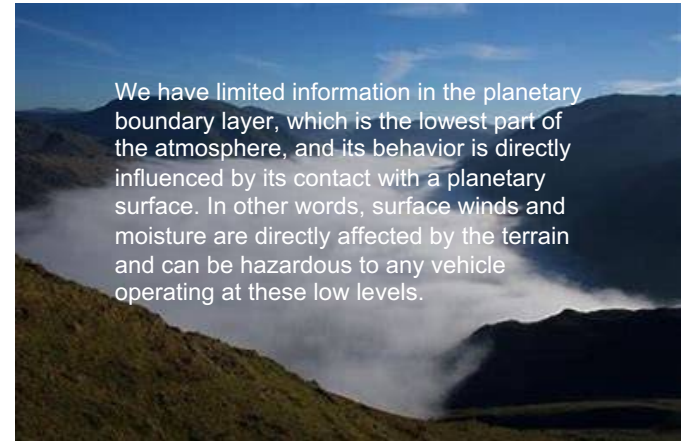 We have limited information in the planetary
boundary layer, which is the lowest part of
the atmosphere, and its behavior is directly
influenced by its contact with a planetary
surface. In other words, surface winds and
moisture are directly affected by the terrain
and can be hazardous to any vehicle
operating at these low levels.